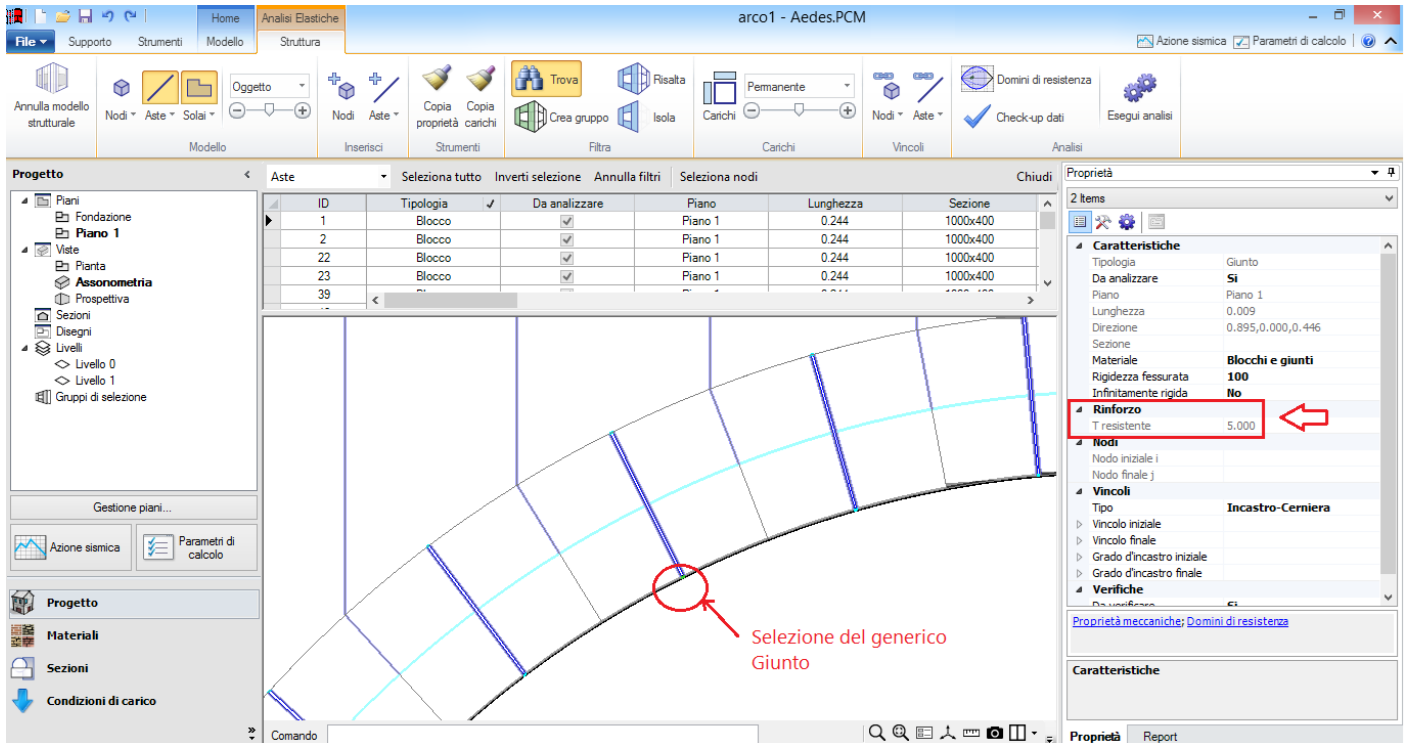 Home
Analisi Elastiche
arco1 - Aedes.PCM
File
Supporto
Strumenti
Modello
Struttura
Azione sismica
Parametri di calcolo
Annulla modello
strutturale
Nodi
Aste
Solai
Oggetto
Modello
Nodi
Aste
Inserisci
Copia
proprietà
Copia
carichi
Strumenti
Trova
Crea gruppo
Risalta
Isola
Filtra
Carichi
Permanente
Carichi
Nodi
Aste
Vincoli
Domini di resistenza
Check-up dati
Esegui analisi
Analisi
Progetto
Piani
Fondazione
Piano 1
Viste
Pianta
Assonometria
Prospettiva
Sezioni
Disegni
Livelli
Livello 0
Livello 1
Gruppi di selezione
Gestione piani...
Azione sismica
Parametri di
calcolo
Progetto
Materiali
Sezioni
Condizioni di carico
Aste Seleziona tutto Inverti selezione Annulla filtri Seleziona nodi Chiudi
ID Tipologia Da analizzare Piano Lunghezza Sezione
1 Blocco Piano 1 0.244 1000x400
2 Blocco Piano 1 0.244 1000x400
22 Blocco Piano 1 0.244 1000x400
23 Blocco Piano 1 0.244 1000x400
39
Selezione del generico
Giunto
Comando
Proprietà
2 Items
Caratteristiche
Tipologia Giunto
Da analizzare Sì
Piano Piano 1
Lunghezza 0.009
Direzione 0.895,0.000,0.446
Sezione
Materiale Blocchi e giunti
Rigidezza fessurata 100
Infinitamente rigida No
Rinforzo
T resistente 5.000
Nodi
Nodo iniziale i
Nodo finale j
Vincoli
Tipo Incastro-Cerniera
Vincolo iniziale
Vincolo finale
Grado d'incastro iniziale
Grado d'incastro finale
Verifiche
Da verificare Sì
Proprietà meccaniche; Domini di resistenza
Caratteristiche
Proprietà Report